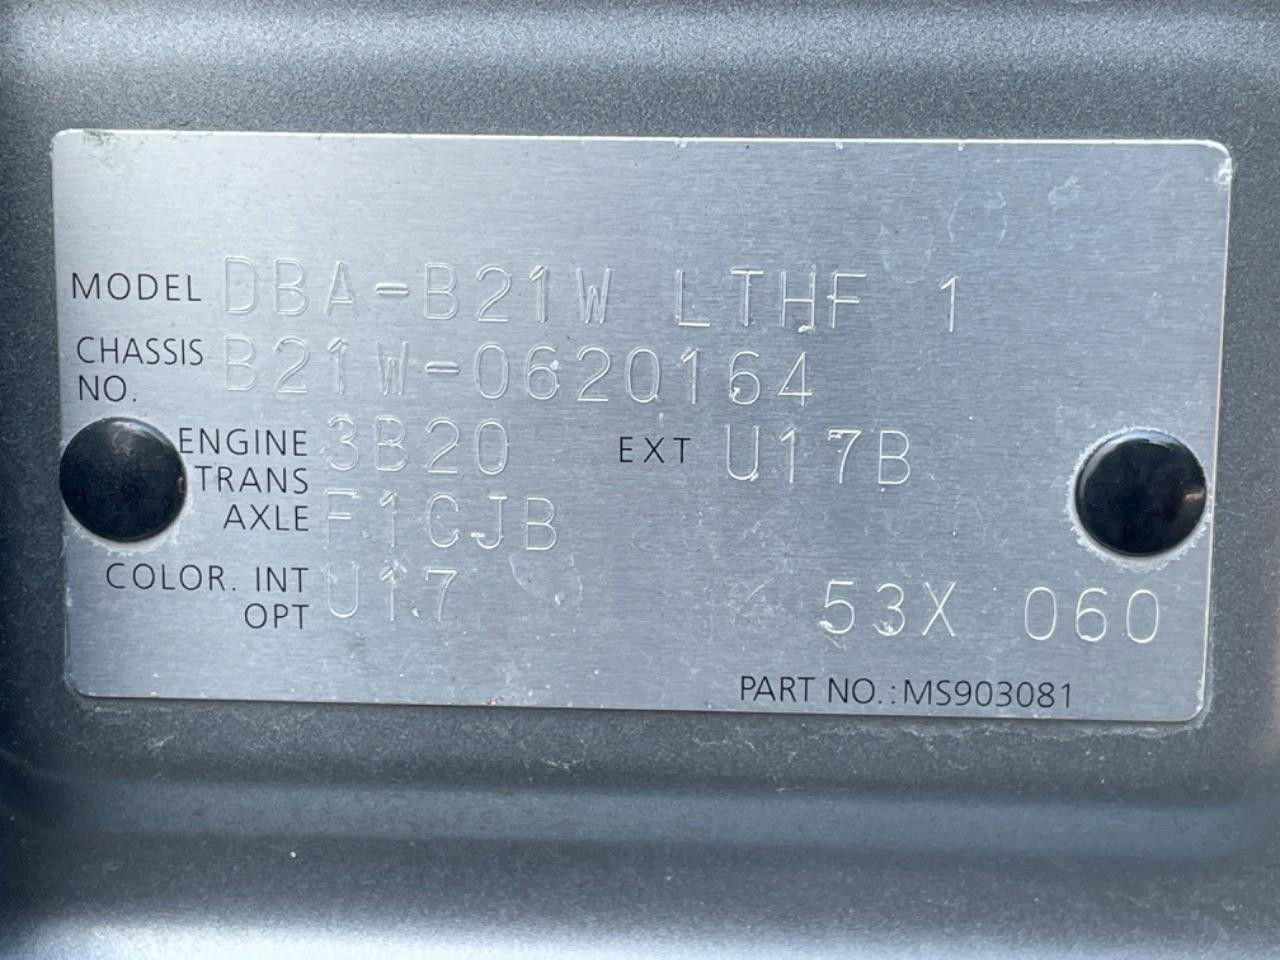 MODEL DBA-B21W LTHF 1
CHASSIS NO. B21W-0620164
ENGINE 3B20 EXT U17B
TRANS AXLE F1CJB
COLOR. INT U17
OPT 53X 060
PART NO.:MS903081